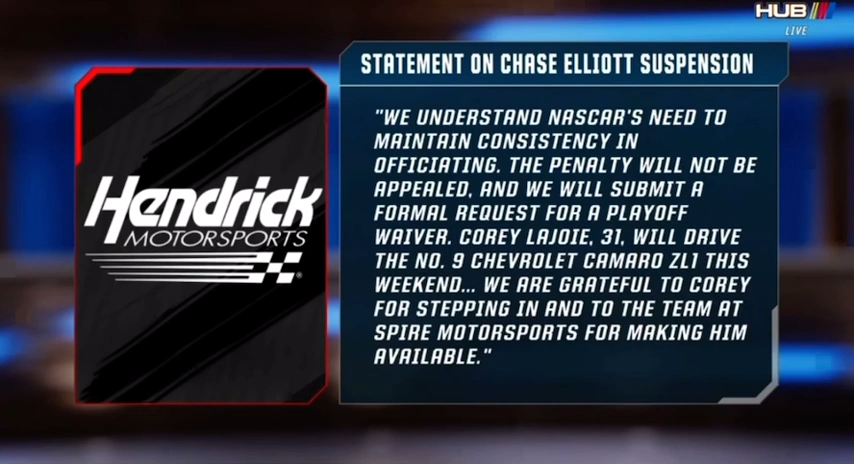 HUB
LIVE
STATEMENT ON CHASE ELLIOTT SUSPENSION
Hendrick
MOTORSPORTS
®
"WE UNDERSTAND NASCAR'S NEED TO
MAINTAIN CONSISTENCY IN
OFFICIATING. THE PENALTY WILL NOT BE
APPEALED, AND WE WILL SUBMIT A
FORMAL REQUEST FOR A PLAYOFF
WAIVER. COREY LAJOIE, 31, WILL DRIVE
THE NO. 9 CHEVROLET CAMARO ZL1 THIS
WEEKEND... WE ARE GRATEFUL TO COREY
FOR STEPPING IN AND TO THE TEAM AT
SPIRE MOTORSPORTS FOR MAKING HIM
AVAILABLE."